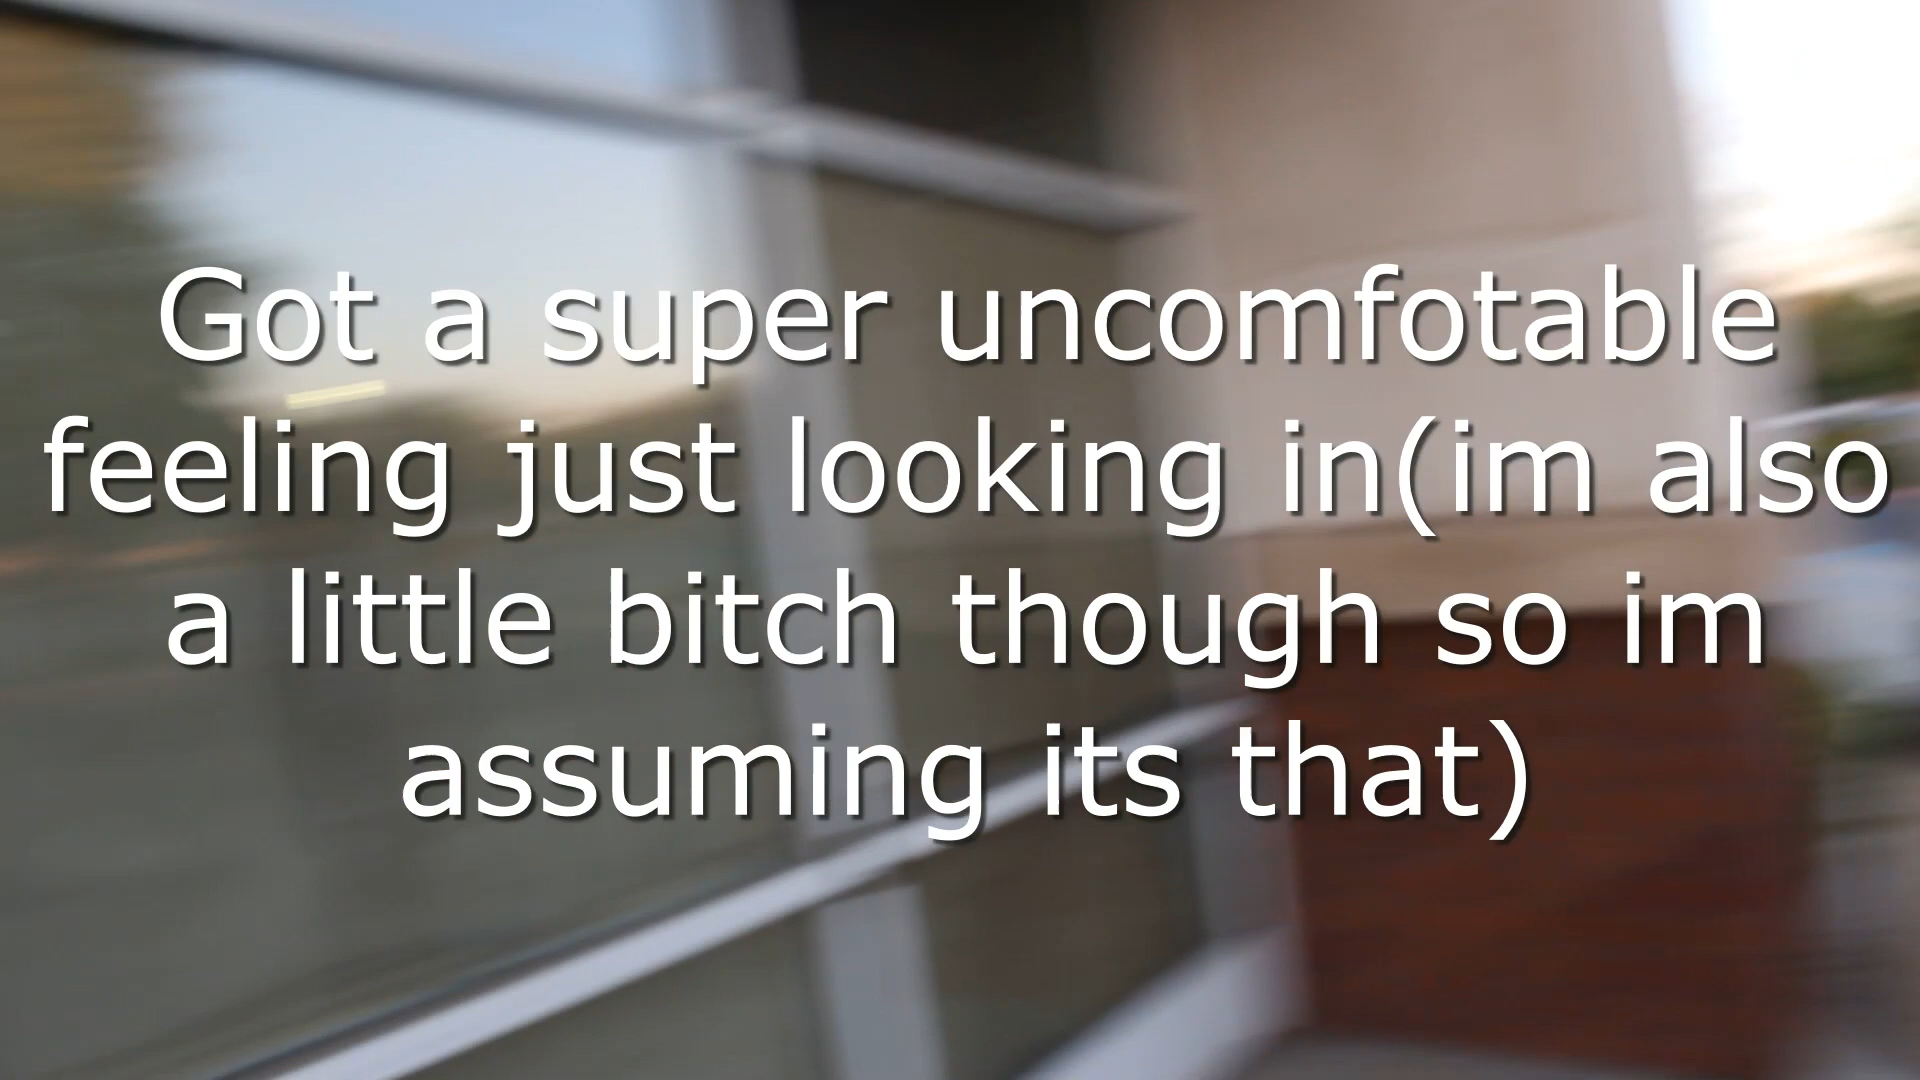 Got a super uncomfotable
feeling just looking in(im also
a little bitch though so im
assuming its that)